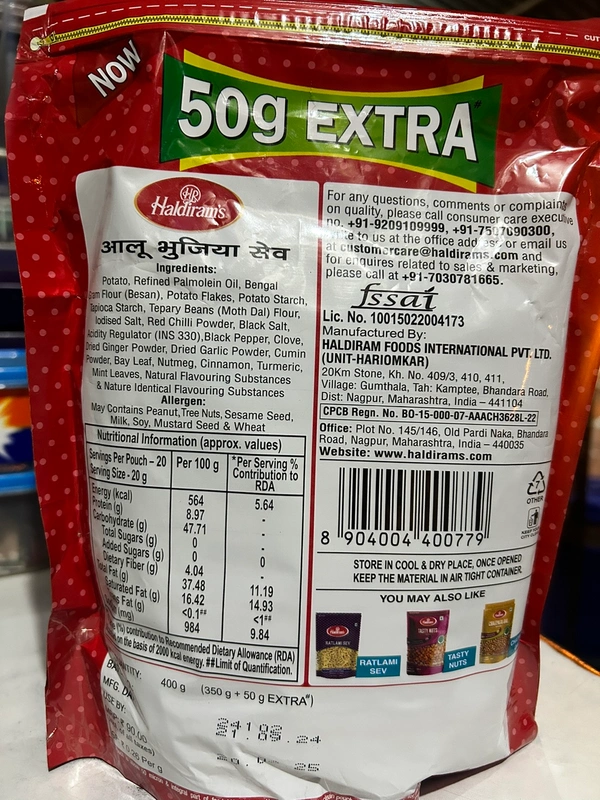 CUT
NOW
50g EXTRA
HR
Haldiram's
आलू भुजिया सेव
Ingredients:
Potato, Refined Palmolein Oil, Bengal
Gram Flour (Besan), Potato Flakes, Potato Starch,
Tapioca Starch, Tepary Beans (Moth Dal) Flour,
Iodised Salt, Red Chilli Powder, Black Salt,
Acidity Regulator (INS 330), Black Pepper, Clove,
Dried Ginger Powder, Dried Garlic Powder, Cumin
Powder, Bay Leaf, Nutmeg, Cinnamon, Turmeric,
Mint Leaves, Natural Flavouring Substances
& Nature Identical Flavouring Substances
Allergen:
May Contains Peanut, Tree Nuts, Sesame Seed,
Milk, Soy, Mustard Seed & Wheat
Nutritional Information (approx. values)
Servings Per Pouch – 20
Serving Size - 20 g
Per 100 g
*Per Serving %
Contribution to
RDA
Energy (kcal) 564 5.64
Protein (g) 8.97 -
Carbohydrate (g) 47.71 -
Total Sugars (g) 0 -
Added Sugars (g) 0 0
Dietary Fiber (g) 4.04 -
Fat (g) 37.48 11.19
Saturated Fat (g) 16.42 14.93
Fat (g) <0.1## <1##
(mg) 984 9.84
(%) contribution to Recommended Dietary Allowance (RDA)
on the basis of 2000 kcal energy. ##Limit of Quantification.
For any questions, comments or complaints
on quality, please call consumer care executive
no. +91-9209109999,
to us at the office address or email us
at customercare@haldirams.com and
for enquires related to sales & marketing,
please call at +91-7030781665.
fssai
Lic. No. 10015022004173
Manufactured By:
HALDIRAM FOODS INTERNATIONAL PVT. LTD.
(UNIT-HARIOMKAR)
20Km Stone, Kh. No. 409/3, 410, 411,
Village: Gumthala, Teh: Kamptee, Bhandara Road,
Dist: Nagpur, Maharashtra, India – 441104
CPCB Regn. No. BO-15-000-07-AAACH3628L-22
Office: Plot No. 145/146, Old Pardi Naka, Bhandara
Road, Nagpur, Maharashtra, India – 440035
Website: www.haldirams.com
8 904004 400779
OTHER
STORE IN COOL & DRY PLACE, ONCE OPENED
KEEP THE MATERIAL IN AIR TIGHT CONTAINER.
YOU MAY ALSO LIKE
RATLAMI
SEV
TASTY
NUTS
QUANTITY: 400 g (350 g + 50 g EXTRA#)
MFG. DA
USE BY: